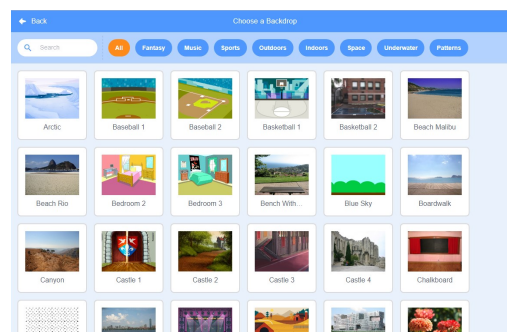 Back
Choose a Backdrop
Search
All
Fantasy
Music
Sports
Outdoors
Indoors
Space
Underwater
Patterns
Arctic
Baseball 1
Baseball 2
Basketball 1
Basketball 2
Beach Malibu
Beach Rio
Bedroom 2
Bedroom 3
Bench With...
Blue Sky
Boardwalk
Canyon
Castle 1
Castle 2
Castle 3
Castle 4
Chalkboard